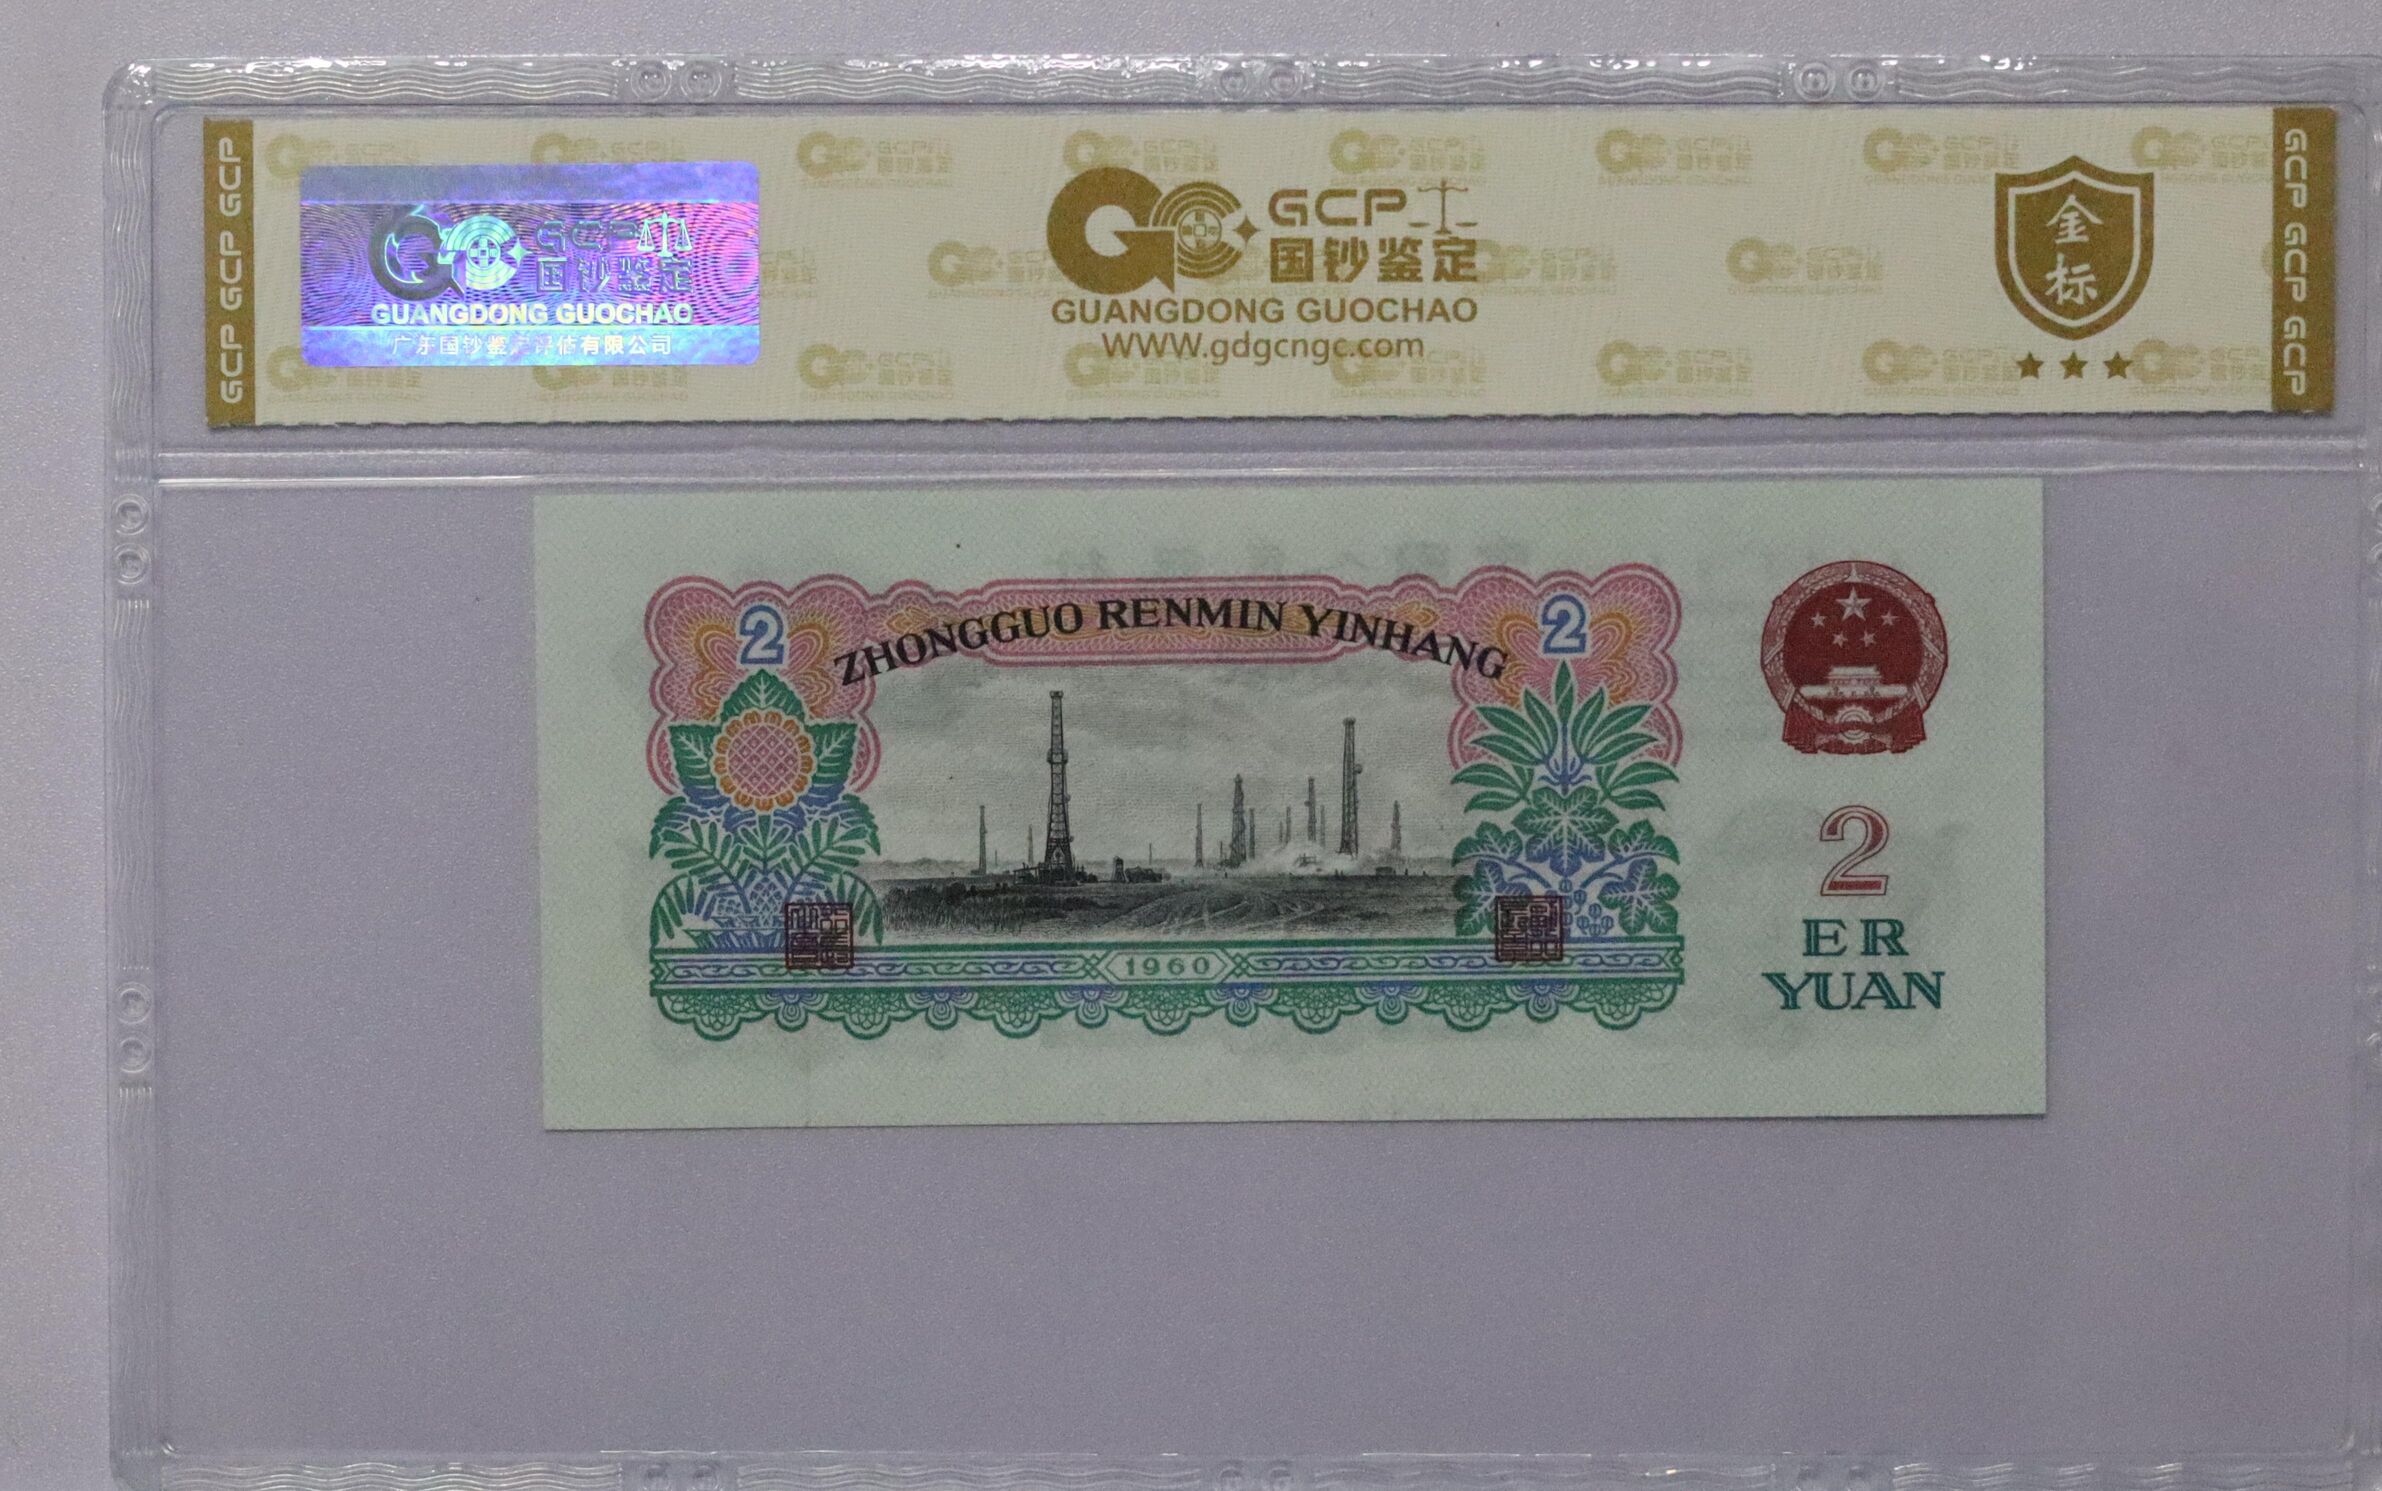 GCP GCP GCP
GCP 国钞鉴定
GUANGDONG GUOCHAO
广东国钞鉴定评估有限公司
GCP
国钞鉴定
GUANGDONG GUOCHAO
www.gdgcngc.com
金
标
GCP GCP GCP
2
ZHONGGUO RENMIN YINHANG
2
1960
2
ER
YUAN